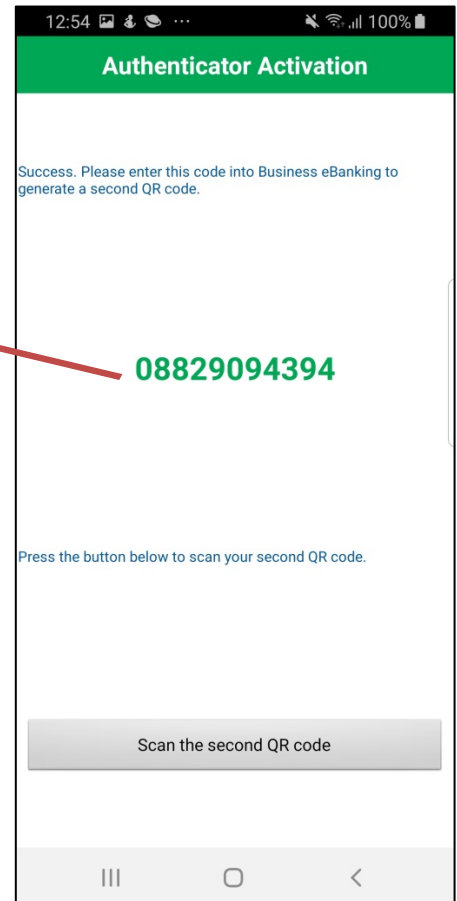 12:54 ... 100%
Authenticator Activation
Success. Please enter this code into Business eBanking to
generate a second QR code.
08829094394
Press the button below to scan your second QR code.
Scan the second QR code